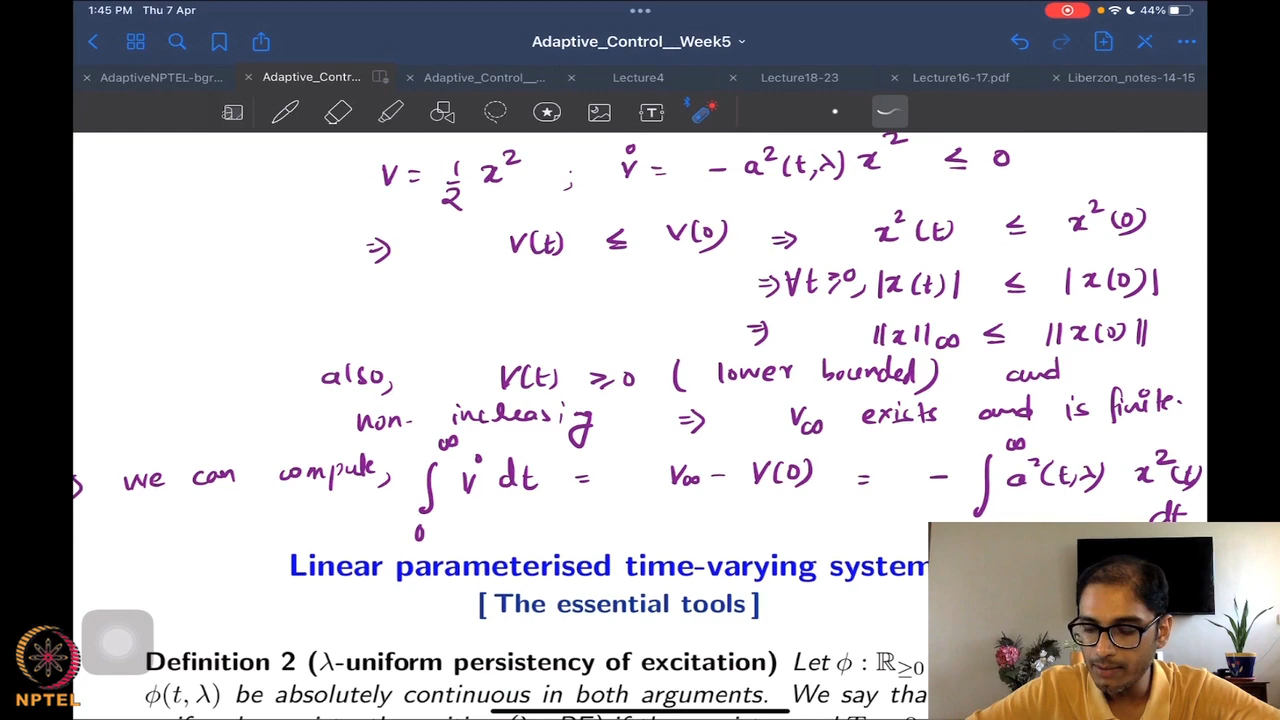 1:45 PM Thu 7 Apr
44%
Adaptive_Control__Week5
AdaptiveNPTEL-bgr...
Adaptive_Contr...
Adaptive_Control__...
Lecture4
Lecture18-23
Lecture16-17.pdf
Liberzon_notes-14-15
V = 1/2 x² ; V̇ = - a²(t,λ) x² ≤ 0
⇒ V(t) ≤ V(0) ⇒ x²(t) ≤ x²(0)
⇒ ∀t ≥ 0, |x(t)| ≤ |x(0)|
⇒ ||x||∞ ≤ ||x(0)||
also, V(t) ≥ 0 (lower bounded) and
non-increasing ⇒ V∞ exists and is finite.
we can compute, ∫₀^∞ V̇ dt = V∞ - V(0) = - ∫^∞ a²(t,λ) x²(t)
dt
Linear parameterised time-varying system
[ The essential tools ]
Definition 2 (λ-uniform persistency of excitation) Let ϕ : ℝ≥0
ϕ(t, λ) be absolutely continuous in both arguments. We say tha
NPTEL